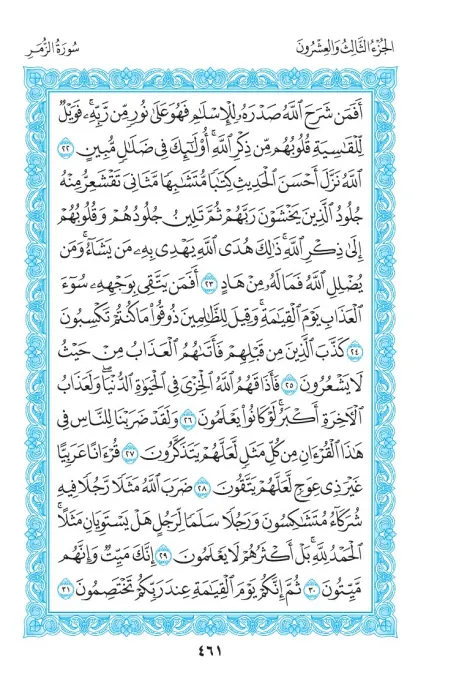 الجُزْءُ الثَّالِثُ وَالعِشْرُونَ
سُورَةُ الزُّمَرِ
أَفَمَن شَرَحَ ٱللَّهُ صَدْرَهُۥ لِلْإِسْلَٰمِ فَهُوَ عَلَىٰ نُورٍ مِّن رَّبِّهِۦۚ فَوَيْلٌ
لِّلْقَٰسِيَةِ قُلُوبُهُم مِّن ذِكْرِ ٱللَّهِۚ أُو۟لَٰٓئِكَ فِى ضَلَٰلٍ مُّبِينٍ ٢٢
ٱللَّهُ نَزَّلَ أَحْسَنَ ٱلْحَدِيثِ كِتَٰبًا مُّتَشَٰبِهًا مَّثَانِىَ تَقْشَعِرُّ مِنْهُ
جُلُودُ ٱلَّذِينَ يَخْشَوْنَ رَبَّهُمْ ثُمَّ تَلِينُ جُلُودُهُمْ وَقُلُوبُهُمْ
إِلَىٰ ذِكْرِ ٱللَّهِۚ ذَٰلِكَ هُدَى ٱللَّهِ يَهْدِى بِهِۦ مَن يَشَآءُۚ وَمَن
يُضْلِلِ ٱللَّهُ فَمَا لَهُۥ مِنْ هَادٍ ٢٣ أَفَمَن يَتَّقِى بِوَجْهِهِۦ سُوٓءَ
ٱلْعَذَابِ يَوْمَ ٱلْقِيَٰمَةِۚ وَقِيلَ لِلظَّٰلِمِينَ ذُوقُوا۟ مَا كُنتُمْ تَكْسِبُونَ
٢٤ كَذَّبَ ٱلَّذِينَ مِن قَبْلِهِمْ فَأَتَىٰهُمُ ٱلْعَذَابُ مِنْ حَيْثُ
لَا يَشْعُرُونَ ٢٥ فَأَذَاقَهُمُ ٱللَّهُ ٱلْخِزْىَ فِى ٱلْحَيَوٰةِ ٱلدُّنْيَاۖ وَلَعَذَابُ
ٱلْءَاخِرَةِ أَكْبَرُۚ لَوْ كَانُوا۟ يَعْلَمُونَ ٢٦ وَلَقَدْ ضَرَبْنَا لِلنَّاسِ فِى
هَٰذَا ٱلْقُرْءَانِ مِن كُلِّ مَثَلٍ لَّعَلَّهُمْ يَتَذَكَّرُونَ ٢٧ قُرْءَانًا عَرَبِيًّا
غَيْرَ ذِى عِوَجٍ لَّعَلَّهُمْ يَتَّقُونَ ٢٨ ضَرَبَ ٱللَّهُ مَثَلًا رَّجُلًا فِيهِ
شُرَكَآءُ مُتَشَٰكِسُونَ وَرَجُلًا سَلَمًا لِّرَجُلٍ هَلْ يَسْتَوِيَانِ مَثَلًاۚ
ٱلْحَمْدُ لِلَّهِۚ بَلْ أَكْثَرُهُمْ لَا يَعْلَمُونَ ٢٩ إِنَّكَ مَيِّتٌ وَإِنَّهُم
مَّيِّتُونَ ٣٠ ثُمَّ إِنَّكُمْ يَوْمَ ٱلْقِيَٰمَةِ عِندَ رَبِّكُمْ تَخْتَصِمُونَ ٣١
٤٦١